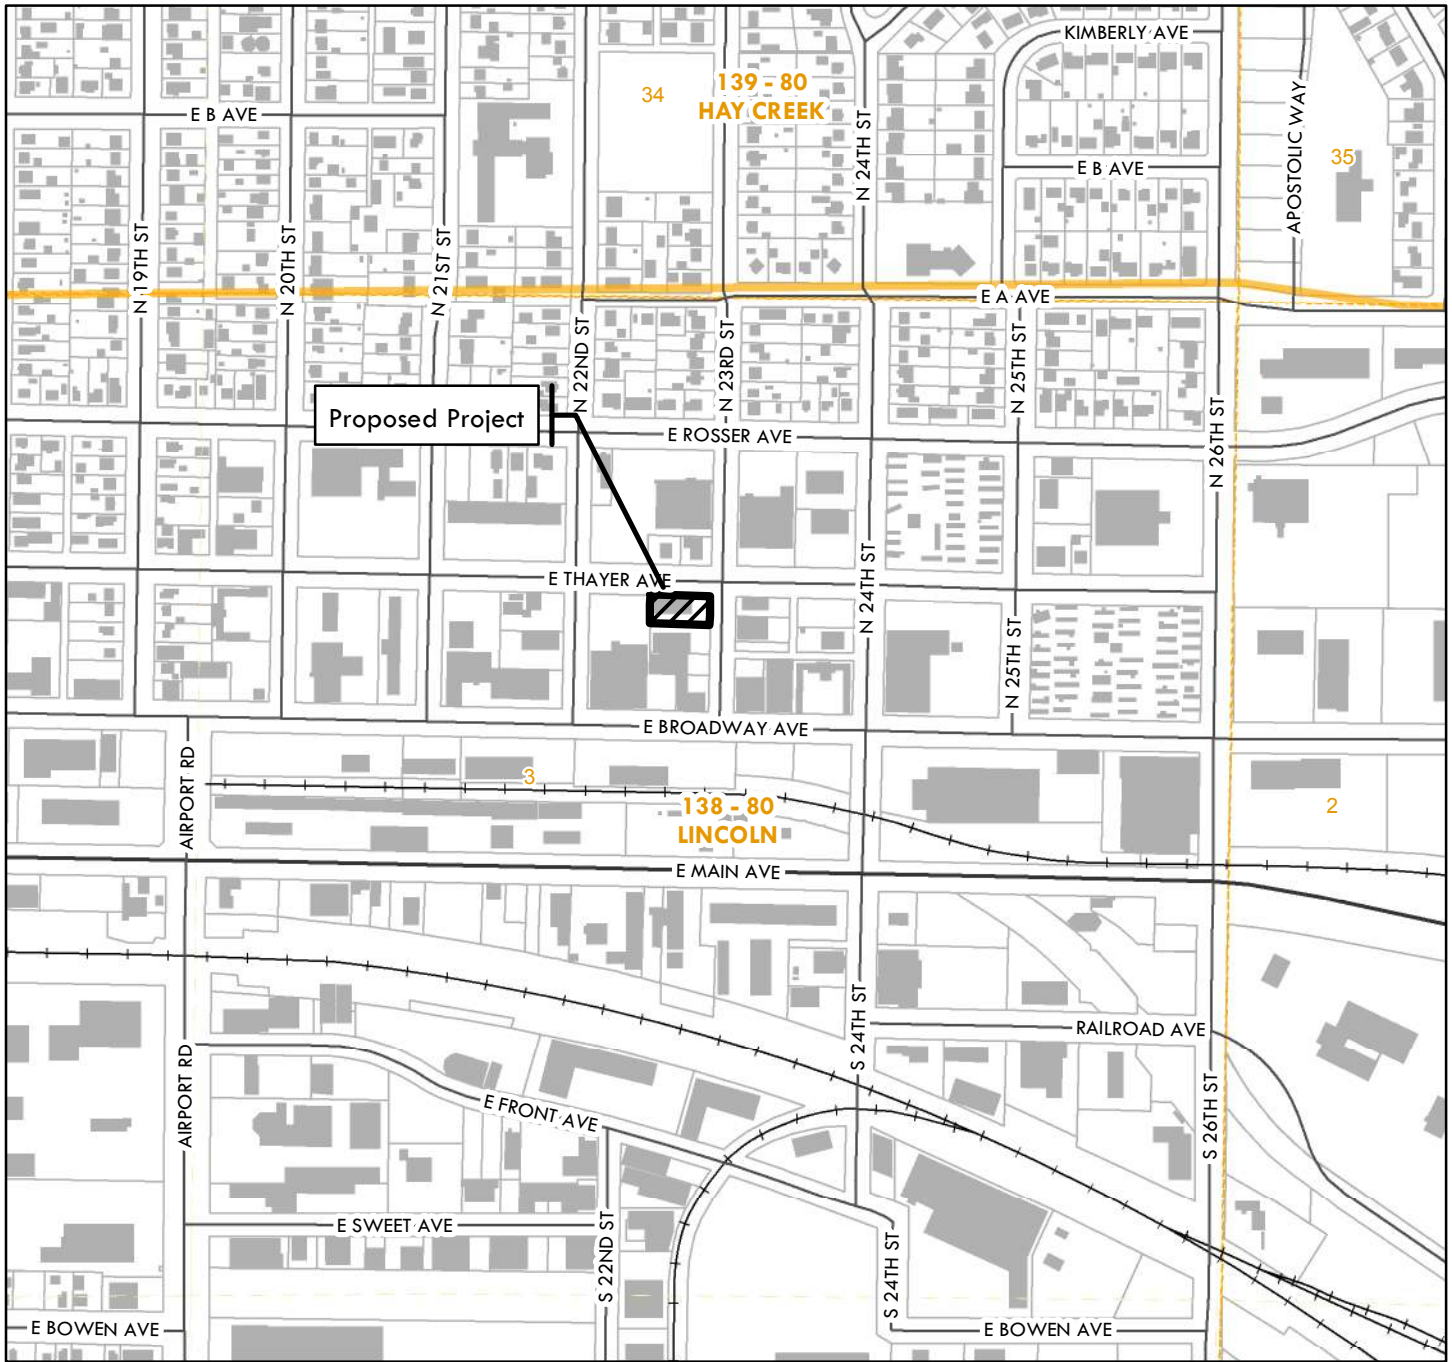 KIMBERLY AVE
139 - 80
HAY CREEK
34
E B AVE
N 24TH ST
APOSTOLIC WAY
35
E B AVE
N 19TH ST
N 20TH ST
N 21ST ST
E A AVE
N 22ND ST
N 23RD ST
N 25TH ST
Proposed Project
E ROSSER AVE
N 26TH ST
E THAYER AVE
N 24TH ST
N 25TH ST
E BROADWAY AVE
AIRPORT RD
3
138 - 80
LINCOLN
2
E MAIN AVE
S 24TH ST
RAILROAD AVE
AIRPORT RD
E FRONT AVE
S 26TH ST
E SWEET AVE
S 22ND ST
S 24TH ST
E BOWEN AVE
E BOWEN AVE